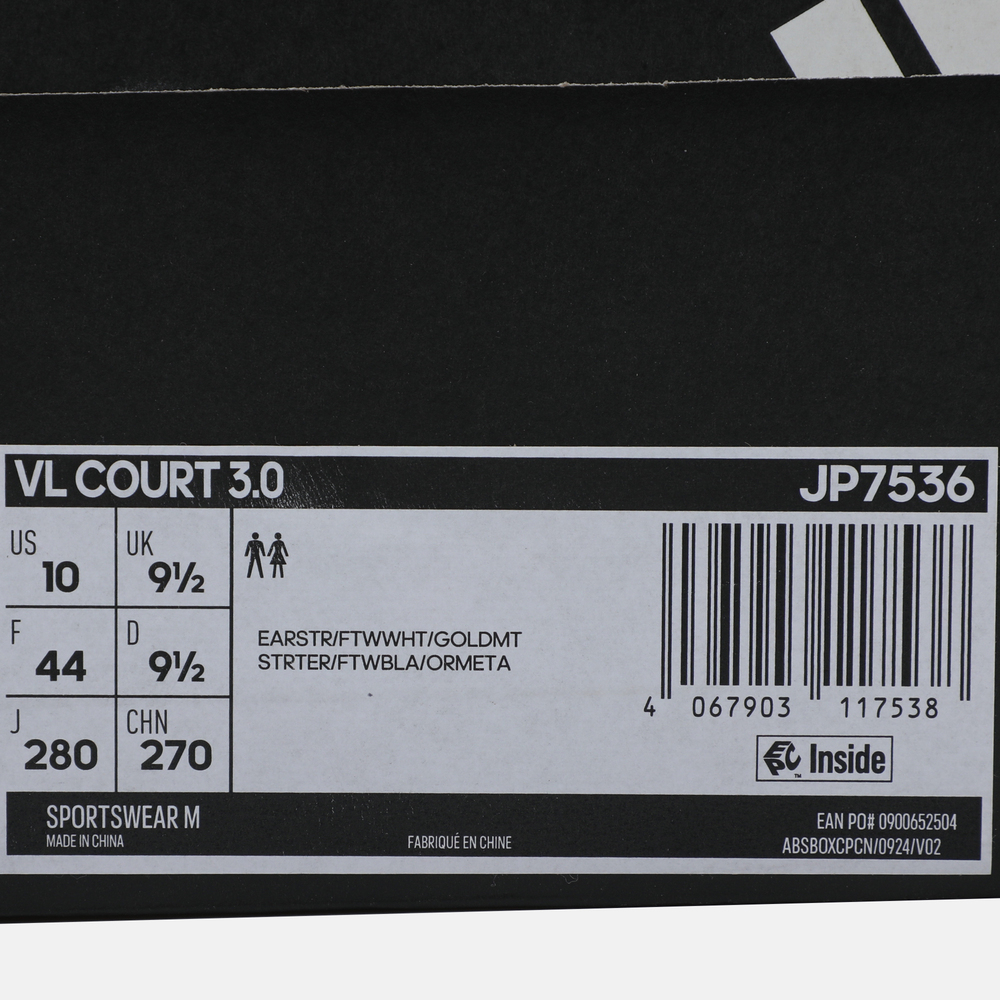 VL COURT 3.0 JP7536
US 10 UK 9½
F 44 D 9½
J 280 CHN 270
EARSTR/FTWWHT/GOLDMT
STRTER/FTWBLA/ORMETA
4 067903 117538
EPC Inside
TM
SPORTSWEAR M
MADE IN CHINA
FABRIQUÉ EN CHINE
EAN PO# 0900652504
ABSBOXCPCN/0924/V02